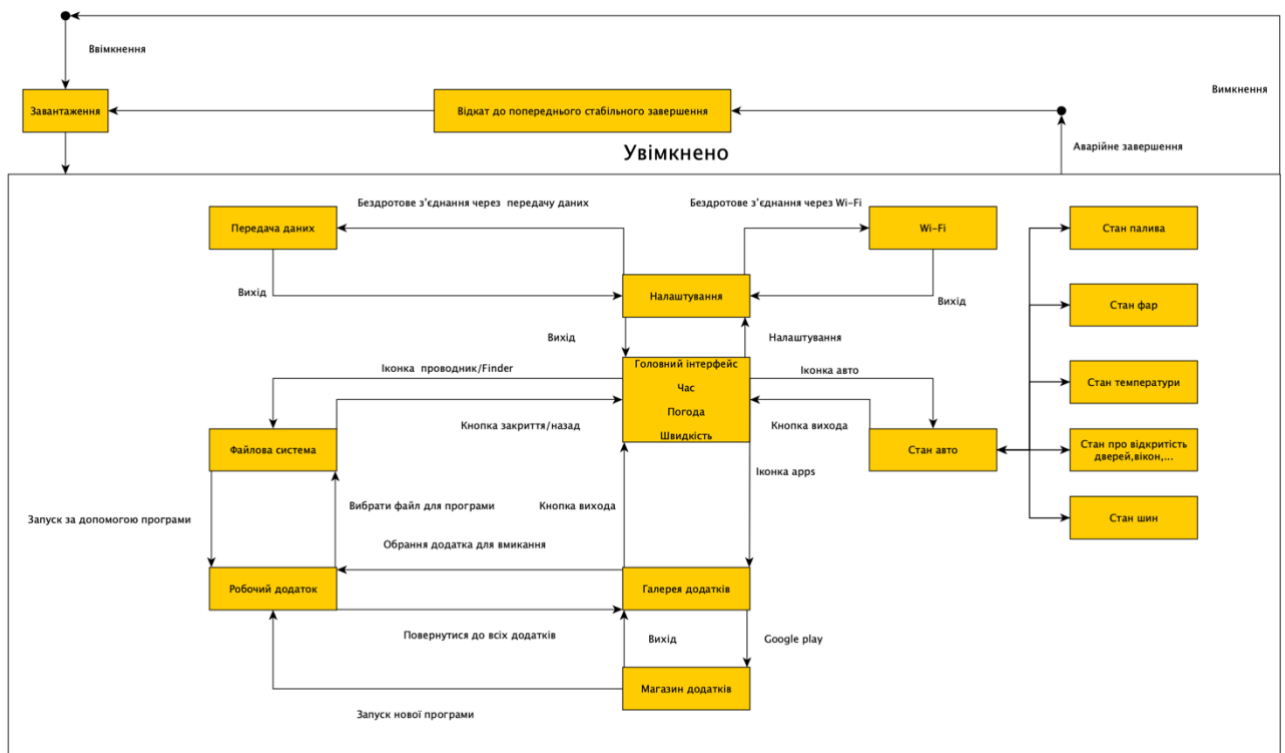 Ввімкнення
Вимкнення
Завантаження
Відкат до попереднього стабільного завершення
Аварійне завершення
Увімкнено
Бездротове з’єднання через передачу даних
Бездротове з’єднання через Wi-Fi
Передача даних
Wi-Fi
Стан палива
Вихід
Налаштування
Вихід
Стан фар
Вихід
Налаштування
Головний інтерфейс
Час
Погода
Швидкість
Іконка проводник/Finder
Іконка авто
Стан температури
Кнопка закриття/назад
Кнопка вихода
Файлова система
Стан авто
Стан про відкритість
дверей,вікон,...
Іконка apps
Запуск за допомогою програми
Вибрати файл для програми
Кнопка вихода
Стан шин
Обрання додатка для вмикання
Робочий додаток
Галерея додатків
Повернутися до всіх додатків
Вихід
Google play
Магазин додатків
Запуск нової програми